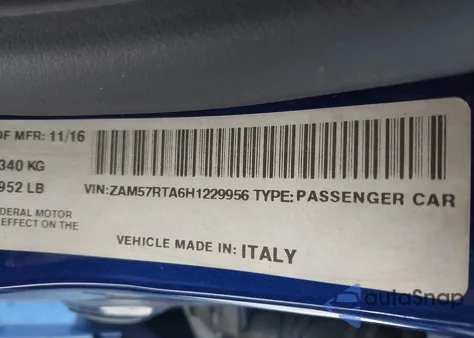 OF MFR: 11/16
340 KG
952 LB
VIN:ZAM57RTA6H1229956 TYPE:PASSENGER CAR
DERAL MOTOR
EFFECT ON THE
VEHICLE MADE IN: ITALY
autoSnap